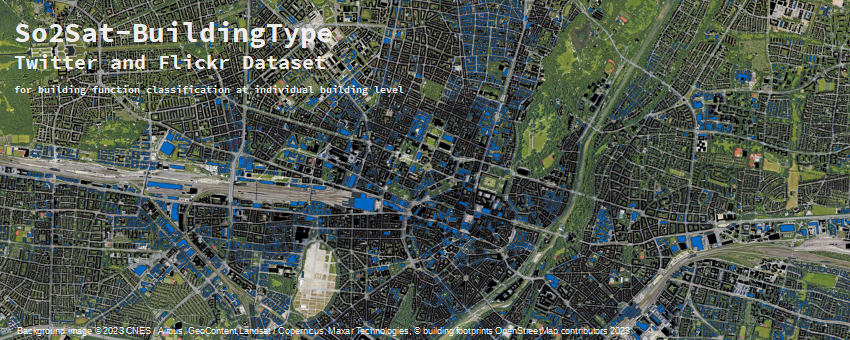 So2Sat-BuildingType
Twitter and Flickr Dataset
for building function classification at individual building level
Background image ©2023 CNES / Airbus, GeoContent, Landsat / Copernicus, Maxar Technologies, © building footprints OpenStreetMap contributors 2023